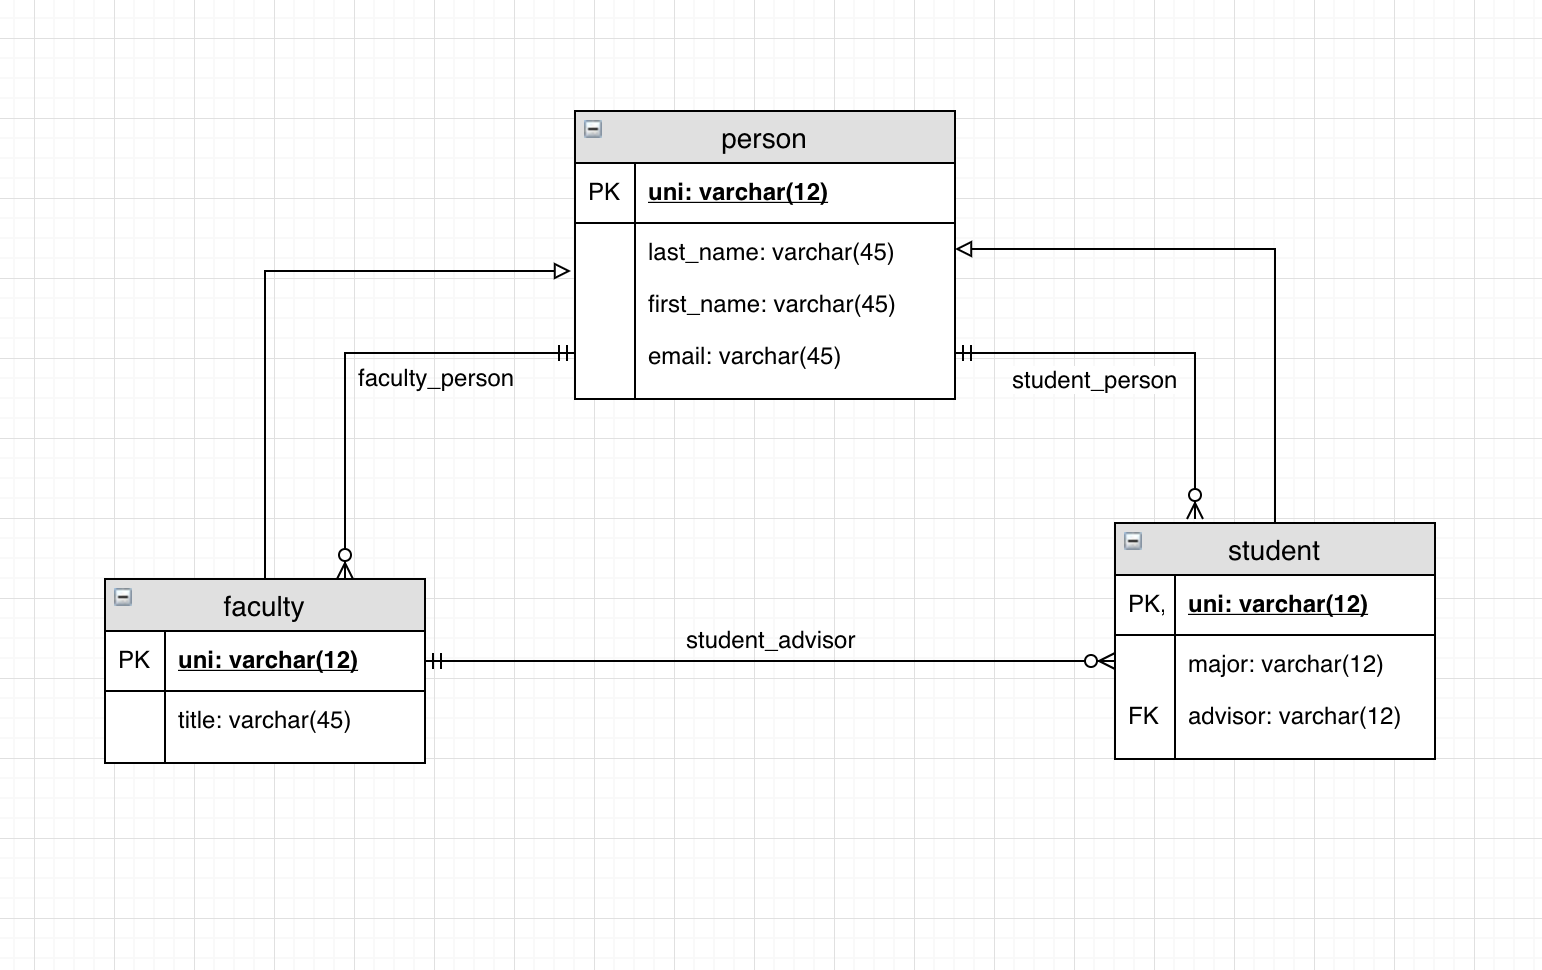 person
PK uni: varchar(12)
last_name: varchar(45)
first_name: varchar(45)
email: varchar(45)
faculty_person
student_person
faculty
PK uni: varchar(12)
title: varchar(45)
student_advisor
student
PK, uni: varchar(12)
major: varchar(12)
FK advisor: varchar(12)